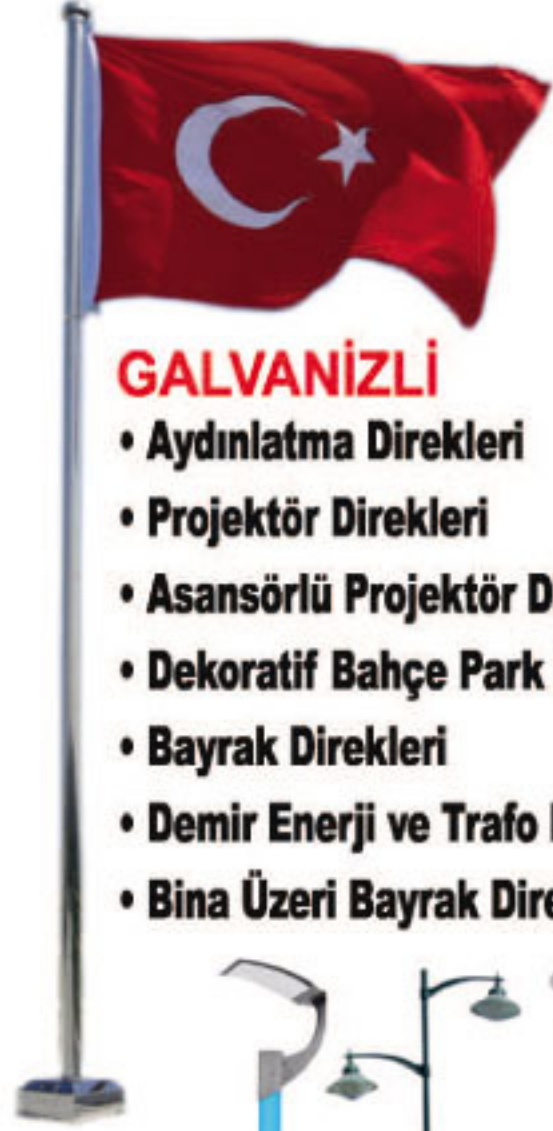 GALVANİZLİ
• Aydınlatma Direkleri
• Projektör Direkleri
• Asansörlü Projektör
• Dekoratif Bahçe Park
• Bayrak Direkleri
• Demir Enerji ve Trafo
• Bina Üzeri Bayrak